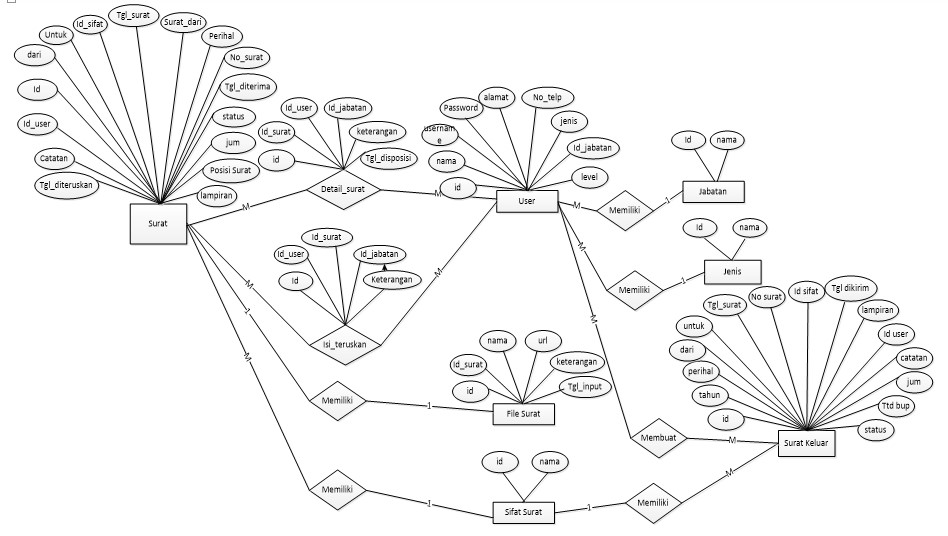 Tgl_surat
Id_sifat
Surat_dari
Untuk
Perihal
dari
No_surat
Id
Tgl_diterima
Id_user
status
Catatan
jum
Tgl_diteruskan
Posisi Surat
lampiran
Surat
M
Id_user
Id_jabatan
Id_surat
keterangan
id
Tgl_disposisi
Detail_surat
M
Password
alamat
No_telp
usernam
e
jenis
nama
Id_jabatan
id
level
User
M
Memiliki
1
Id
nama
Jabatan
Id
nama
Jenis
M
Memiliki
1
Id_surat
Id_user
Id_jabatan
Id
Keterangan
M
Isi_teruskan
M
1
Memiliki
1
nama
url
Id_surat
keterangan
id
Tgl_input
File Surat
M
Memiliki
1
id
nama
Sifat Surat
1
Memiliki
M
M
Membuat
M
Tgl_surat
No surat
Id sifat
Tgl dikirim
lampiran
untuk
Id user
dari
catatan
perihal
jum
tahun
Ttd bup
id
status
Surat Keluar